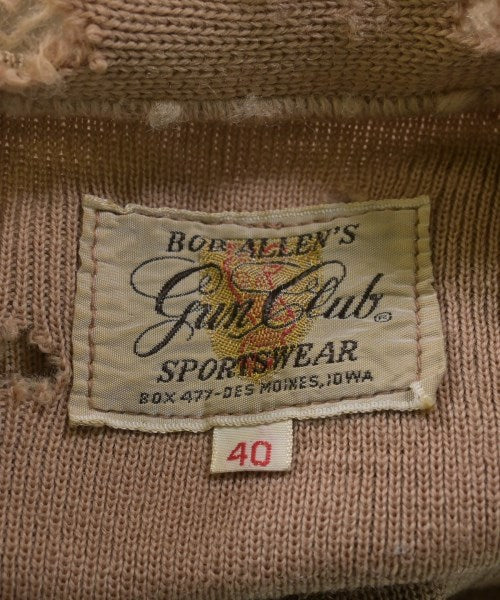 BOB ALLEN'S
Gun Club®
SPORTSWEAR
BOX 477-DES MOINES, IOWA
40